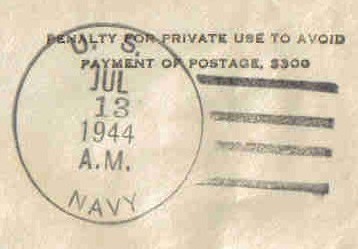 PENALTY FOR PRIVATE USE TO AVOID
PAYMENT OF POSTAGE, $300
U. S.
JUL
13
1944
A.M.
NAVY